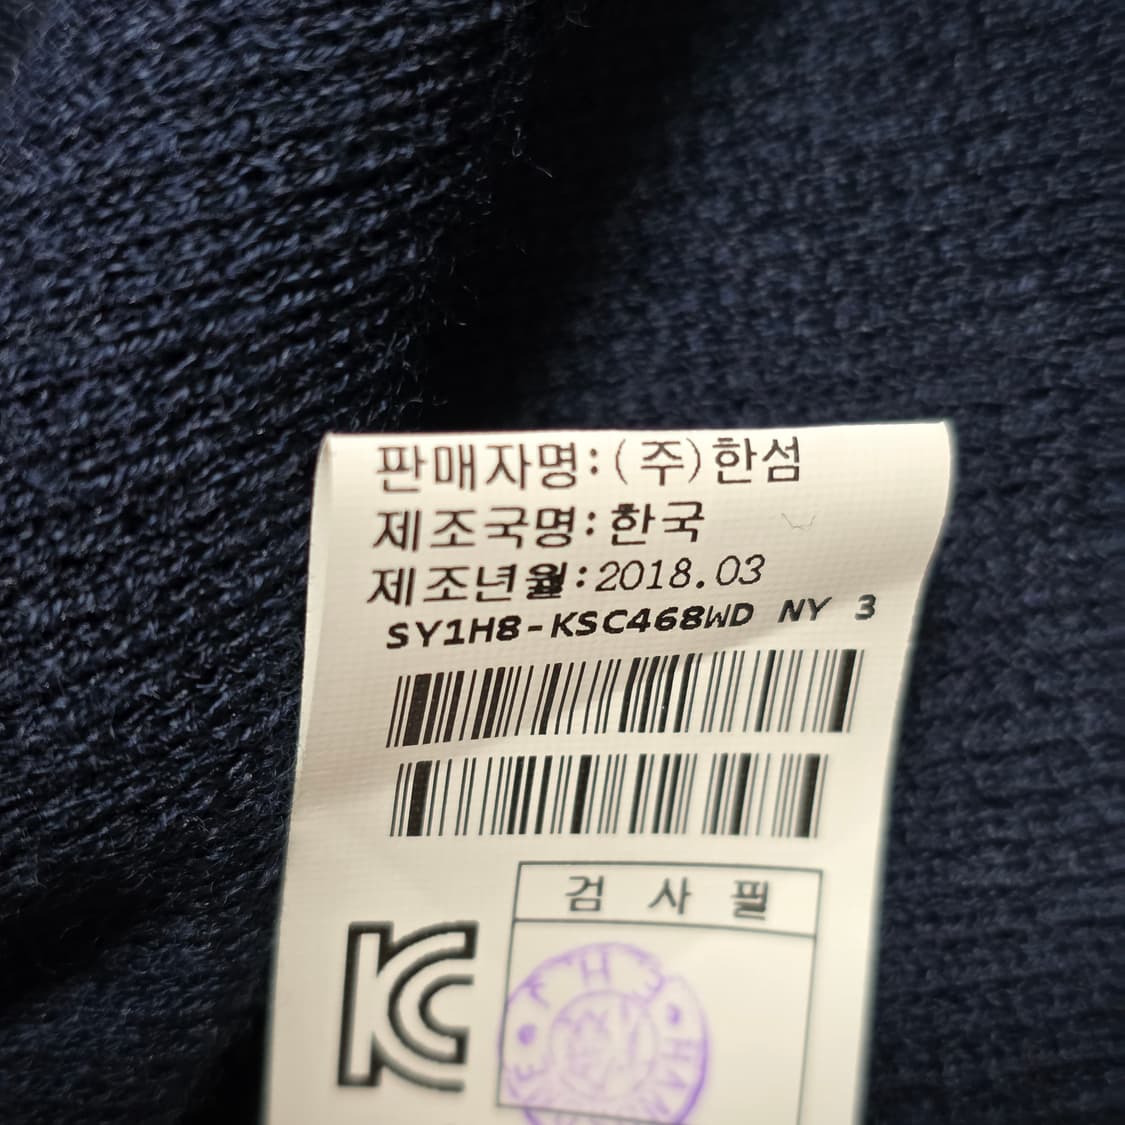 판매자명:(주)한섬
제조국명:한국
제조년월:2018.03
SY1H8-KSC468WD NY 3
검 사 필
KC